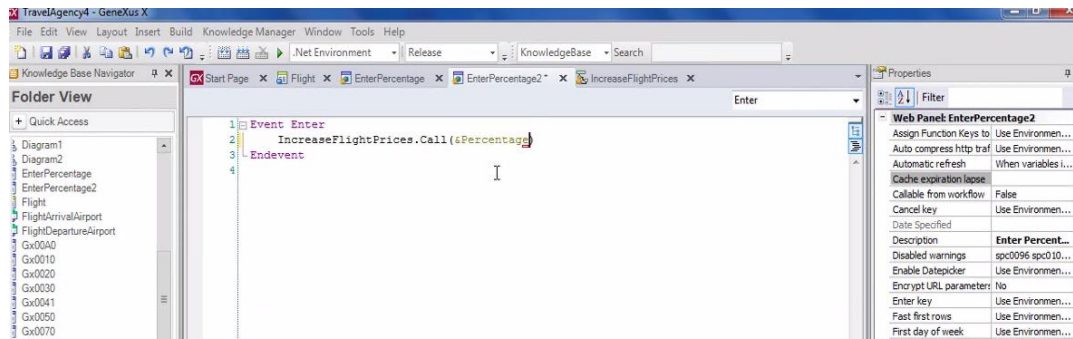 TravelAgency4 - GeneXus X
File Edit View Layout Insert Build Knowledge Manager Window Tools Help
.Net Environment Release KnowledgeBase Search
Knowledge Base Navigator
Start Page Flight EnterPercentage EnterPercentage2* IncreaseFlightPrices
Properties
Folder View
Enter
Filter
Quick Access
Diagram1
Diagram2
EnterPercentage
EnterPercentage2
Flight
FlightArrivalAirport
FlightDepartureAirport
Gx00A0
Gx0010
Gx0020
Gx0030
Gx0041
Gx0050
Gx0070
1 Event Enter
2 IncreaseFlightPrices.Call(&Percentage)
3 Endevent
4
Web Panel: EnterPercentage2
Assign Function Keys to Use Environmen...
Auto compress http traf Use Environmen...
Automatic refresh When variables i...
Cache expiration lapse
Callable from workflow False
Cancel key Use Environmen...
Date Specified
Description Enter Percent...
Disabled warnings spc0096 spc010...
Enable Datepicker Use Environmen...
Encrypt URL parameters No
Enter key Use Environmen...
Fast first rows Use Environmen...
First day of week Use Environmen...